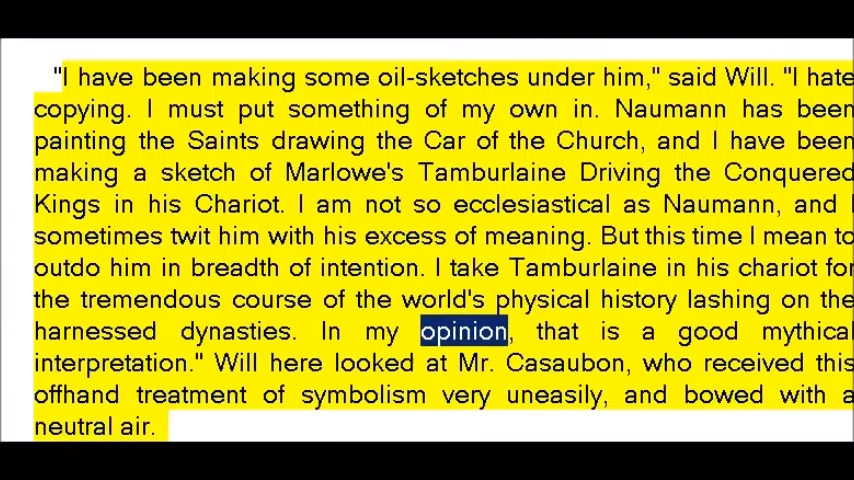 "I have been making some oil-sketches under him," said Will. "I hate
copying. I must put something of my own in. Naumann has been
painting the Saints drawing the Car of the Church, and I have been
making a sketch of Marlowe's Tamburlaine Driving the Conquered
Kings in his Chariot. I am not so ecclesiastical as Naumann, and I
sometimes twit him with his excess of meaning. But this time I mean to
outdo him in breadth of intention. I take Tamburlaine in his chariot for
the tremendous course of the world's physical history lashing on the
harnessed dynasties. In my opinion, that is a good mythical
interpretation." Will here looked at Mr. Casaubon, who received this
offhand treatment of symbolism very uneasily, and bowed with a
neutral air.